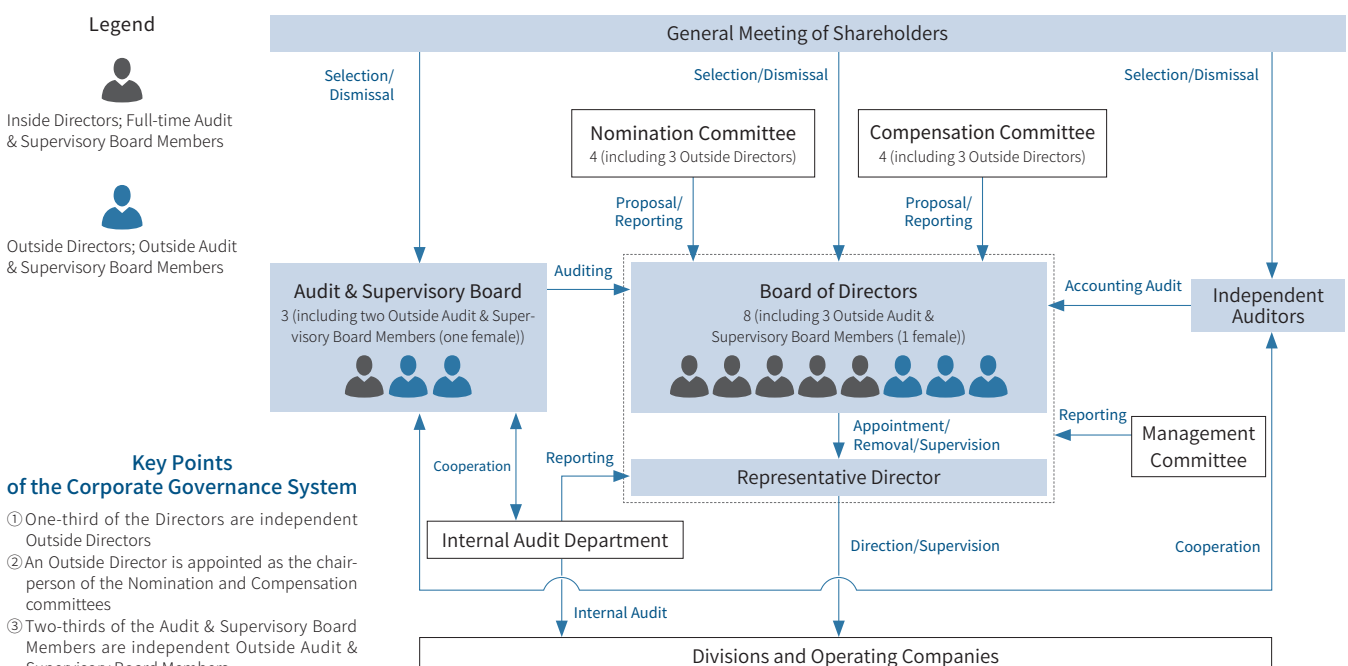 Legend
Inside Directors; Full-time Audit
& Supervisory Board Members
Outside Directors; Outside Audit
& Supervisory Board Members
General Meeting of Shareholders
Selection/
Dismissal
Selection/Dismissal
Selection/Dismissal
Nomination Committee
4 (including 3 Outside Directors)
Compensation Committee
4 (including 3 Outside Directors)
Proposal/
Reporting
Proposal/
Reporting
Audit & Supervisory Board
3 (including two Outside Audit & Super-
visory Board Members (one female))
Auditing
Board of Directors
8 (including 3 Outside Audit &
Supervisory Board Members (1 female))
Accounting Audit
Independent
Auditors
Appointment/
Removal/Supervision
Reporting
Management
Committee
Cooperation
Reporting
Representative Director
Internal Audit Department
Direction/Supervision
Cooperation
Internal Audit
Divisions and Operating Companies
Key Points
of the Corporate Governance System
①One-third of the Directors are independent
Outside Directors
②An Outside Director is appointed as the chair-
person of the Nomination and Compensation
committees
③Two-thirds of the Audit & Supervisory Board
Members are independent Outside Audit &
Supervisory Board Members